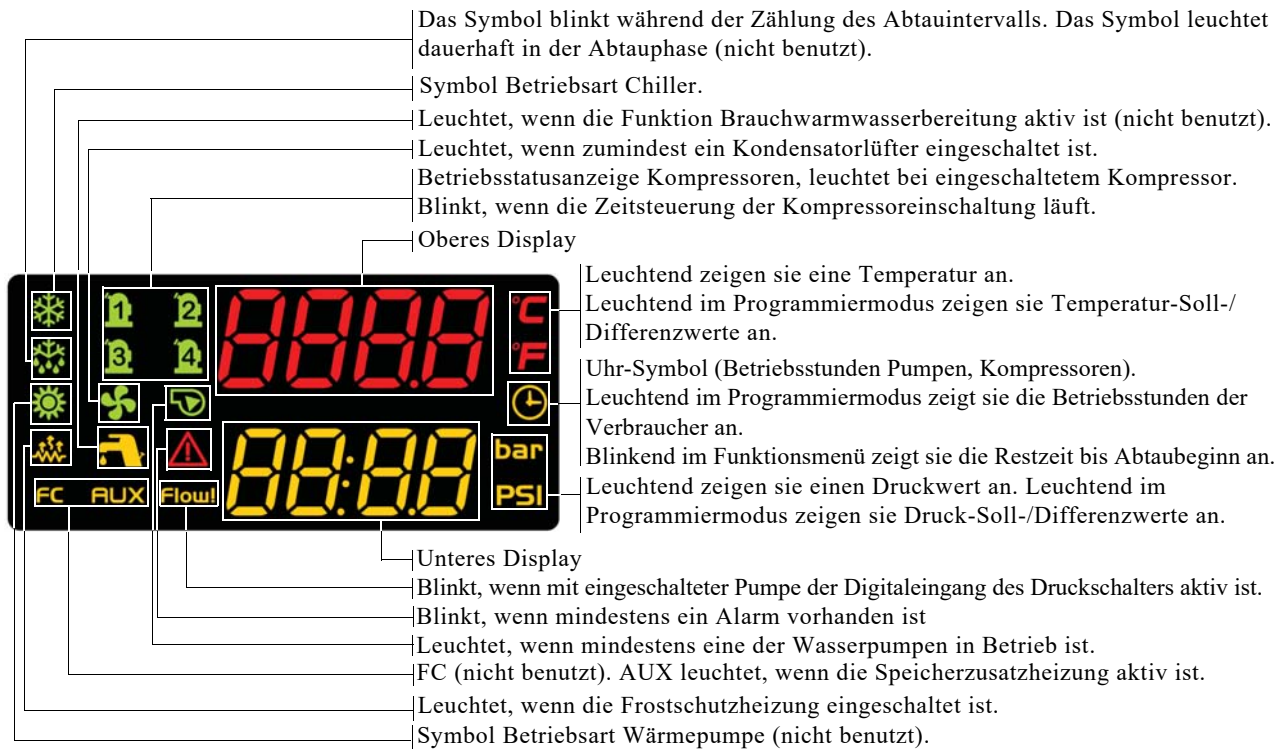 Das Symbol blinkt während der Zählung des Abtauintervalls. Das Symbol leuchtet
dauerhaft in der Abtauphase (nicht benutzt).
Symbol Betriebsart Chiller.
Leuchtet, wenn die Funktion Brauchwarmwasserbereitung aktiv ist (nicht benutzt).
Leuchtet, wenn zumindest ein Kondensatorlüfter eingeschaltet ist.
Betriebsstatusanzeige Kompressoren, leuchtet bei eingeschaltetem Kompressor.
Blinkt, wenn die Zeitsteuerung der Kompressoreinschaltung läuft.
Oberes Display
1 2
3 4
888.8
°C
°F
88:8.8
bar
PSI
FC AUX Flow!
Leuchtend zeigen sie eine Temperatur an.
Leuchtend im Programmiermodus zeigen sie Temperatur-Soll-/
Differenzwerte an.
Uhr-Symbol (Betriebsstunden Pumpen, Kompressoren).
Leuchtend im Programmiermodus zeigt sie die Betriebsstunden der
Verbraucher an.
Blinkend im Funktionsmenü zeigt sie die Restzeit bis Abtaubeginn an.
Leuchtend zeigen sie einen Druckwert an. Leuchtend im
Programmiermodus zeigen sie Druck-Soll-/Differenzwerte an.
Unteres Display
Blinkt, wenn mit eingeschalteter Pumpe der Digitaleingang des Druckschalters aktiv ist.
Blinkt, wenn mindestens ein Alarm vorhanden ist
Leuchtet, wenn mindestens eine der Wasserpumpen in Betrieb ist.
FC (nicht benutzt). AUX leuchtet, wenn die Speicherzusatzheizung aktiv ist.
Leuchtet, wenn die Frostschutzheizung eingeschaltet ist.
Symbol Betriebsart Wärmepumpe (nicht benutzt).